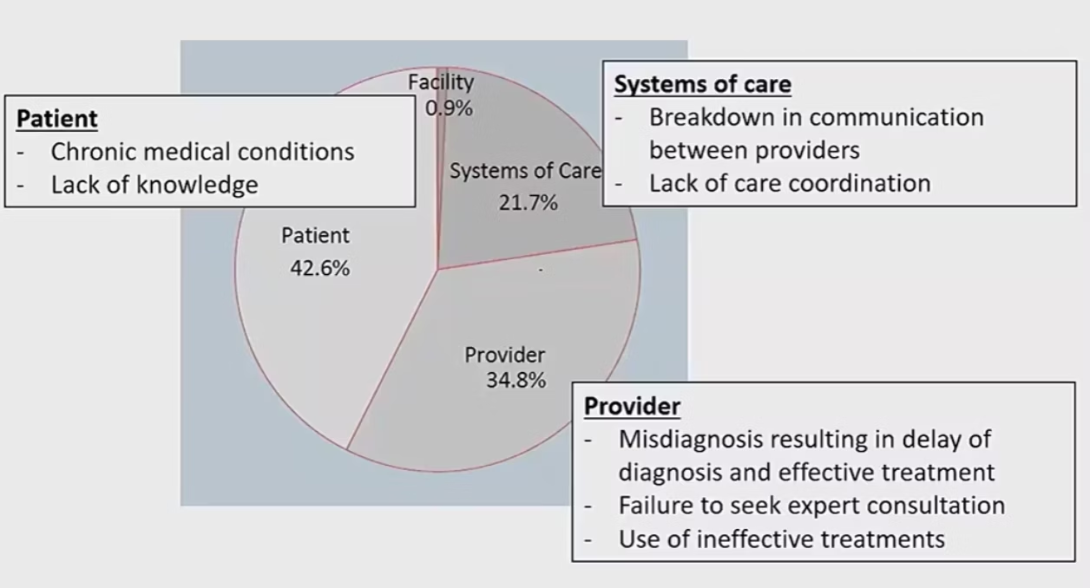 Patient
- Chronic medical conditions
- Lack of knowledge
Facility
0.9%
Systems of Care
21.7%
Patient
42.6%
Provider
34.8%
Systems of care
- Breakdown in communication
between providers
- Lack of care coordination
Provider
- Misdiagnosis resulting in delay of
diagnosis and effective treatment
- Failure to seek expert consultation
- Use of ineffective treatments